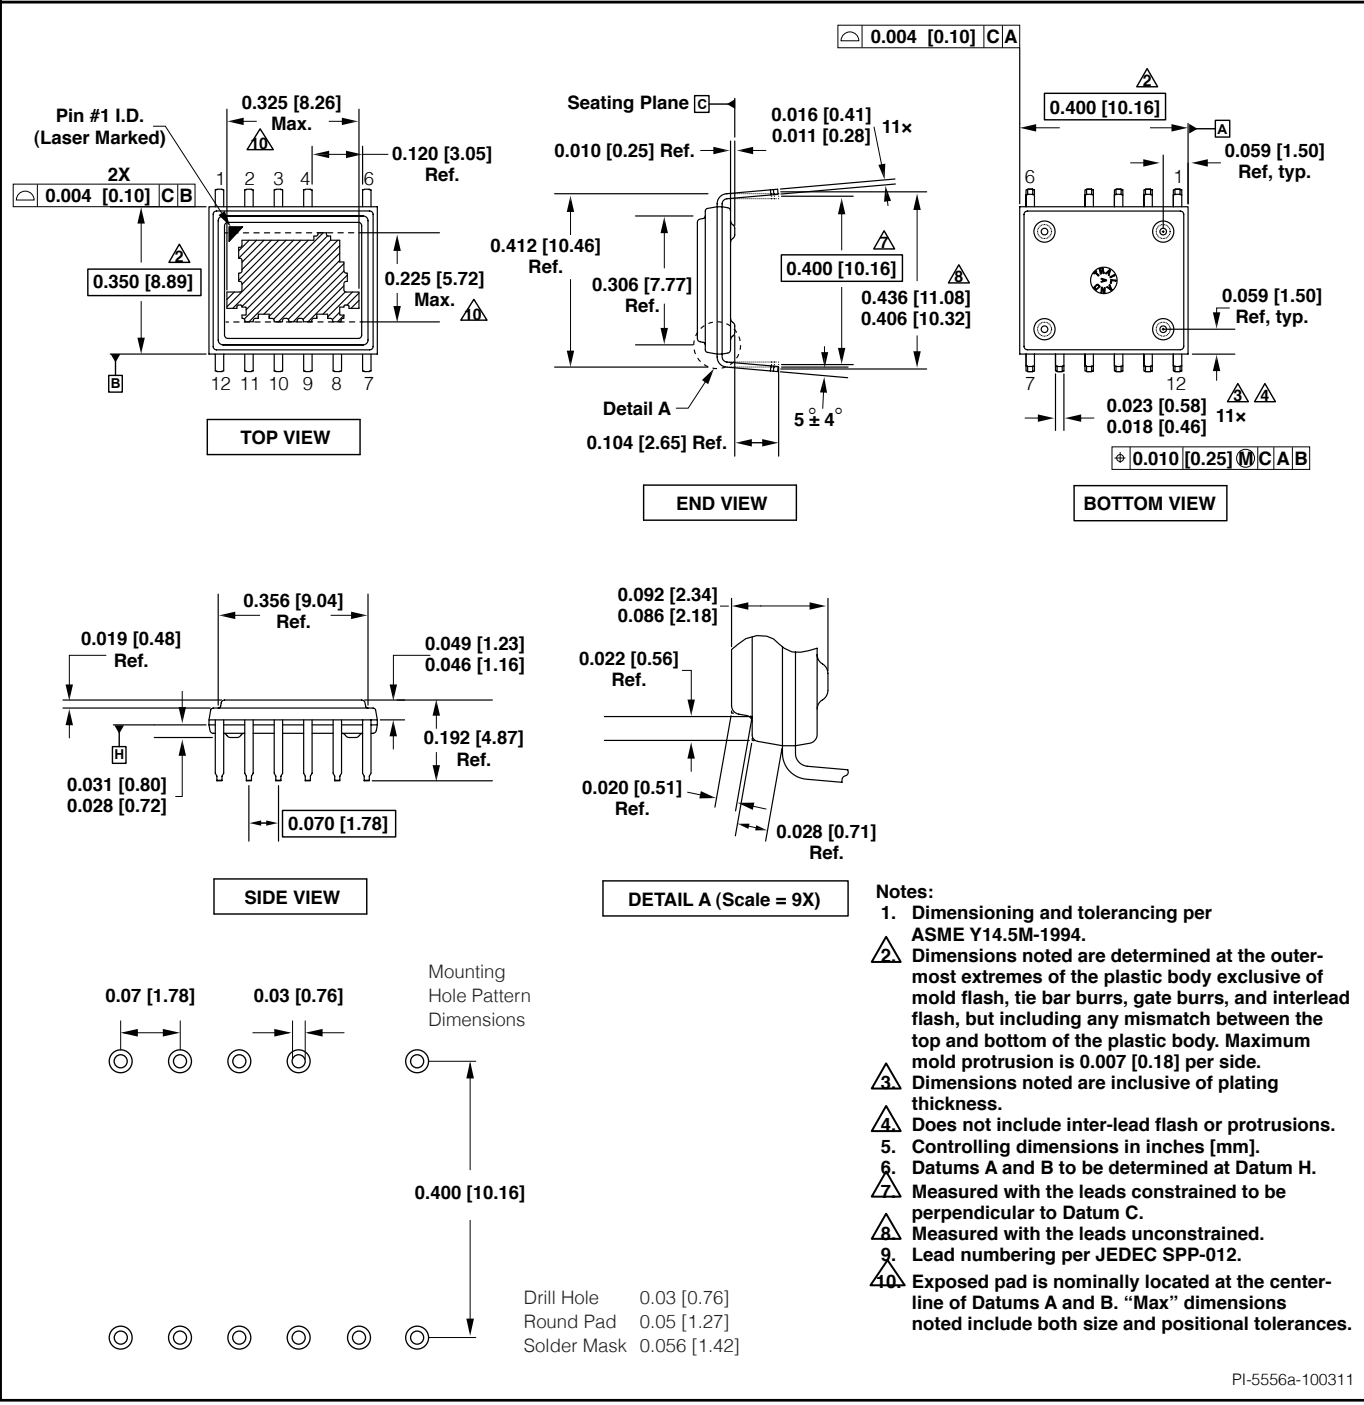 0.004 [0.10] C A
2
0.400 [10.16]
A
0.059 [1.50]
Ref, typ.
6 1
0.059 [1.50]
Ref, typ.
7 12
0.023 [0.58]
0.018 [0.46]
11×
3 4
0.010 [0.25] M C A B
BOTTOM VIEW
Pin #1 I.D.
(Laser Marked)
0.325 [8.26]
Max.
10
0.120 [3.05]
Ref.
2X
0.004 [0.10] C B
1 2 3 4 6
2
0.350 [8.89]
0.225 [5.72]
Max.
10
B
12 11 10 9 8 7
TOP VIEW
Seating Plane C
0.016 [0.41]
0.011 [0.28]
11×
0.010 [0.25] Ref.
0.412 [10.46]
Ref.
0.306 [7.77]
Ref.
7
0.400 [10.16]
8
0.436 [11.08]
0.406 [10.32]
Detail A
5° ± 4°
0.104 [2.65] Ref.
END VIEW
0.356 [9.04]
Ref.
0.019 [0.48]
Ref.
0.049 [1.23]
0.046 [1.16]
H
0.192 [4.87]
Ref.
0.031 [0.80]
0.028 [0.72]
0.070 [1.78]
SIDE VIEW
0.092 [2.34]
0.086 [2.18]
0.022 [0.56]
Ref.
0.020 [0.51]
Ref.
0.028 [0.71]
Ref.
DETAIL A (Scale = 9X)
Mounting
Hole Pattern
Dimensions
0.07 [1.78] 0.03 [0.76]
0.400 [10.16]
Drill Hole 0.03 [0.76]
Round Pad 0.05 [1.27]
Solder Mask 0.056 [1.42]
Notes:
1. Dimensioning and tolerancing per
ASME Y14.5M-1994.
2. Dimensions noted are determined at the outer-
most extremes of the plastic body exclusive of
mold flash, tie bar burrs, gate burrs, and interlead
flash, but including any mismatch between the
top and bottom of the plastic body. Maximum
mold protrusion is 0.007 [0.18] per side.
3. Dimensions noted are inclusive of plating
thickness.
4. Does not include inter-lead flash or protrusions.
5. Controlling dimensions in inches [mm].
6. Datums A and B to be determined at Datum H.
7. Measured with the leads constrained to be
perpendicular to Datum C.
8. Measured with the leads unconstrained.
9. Lead numbering per JEDEC SPP-012.
10. Exposed pad is nominally located at the center-
line of Datums A and B. “Max” dimensions
noted include both size and positional tolerances.
PI-5556a-100311